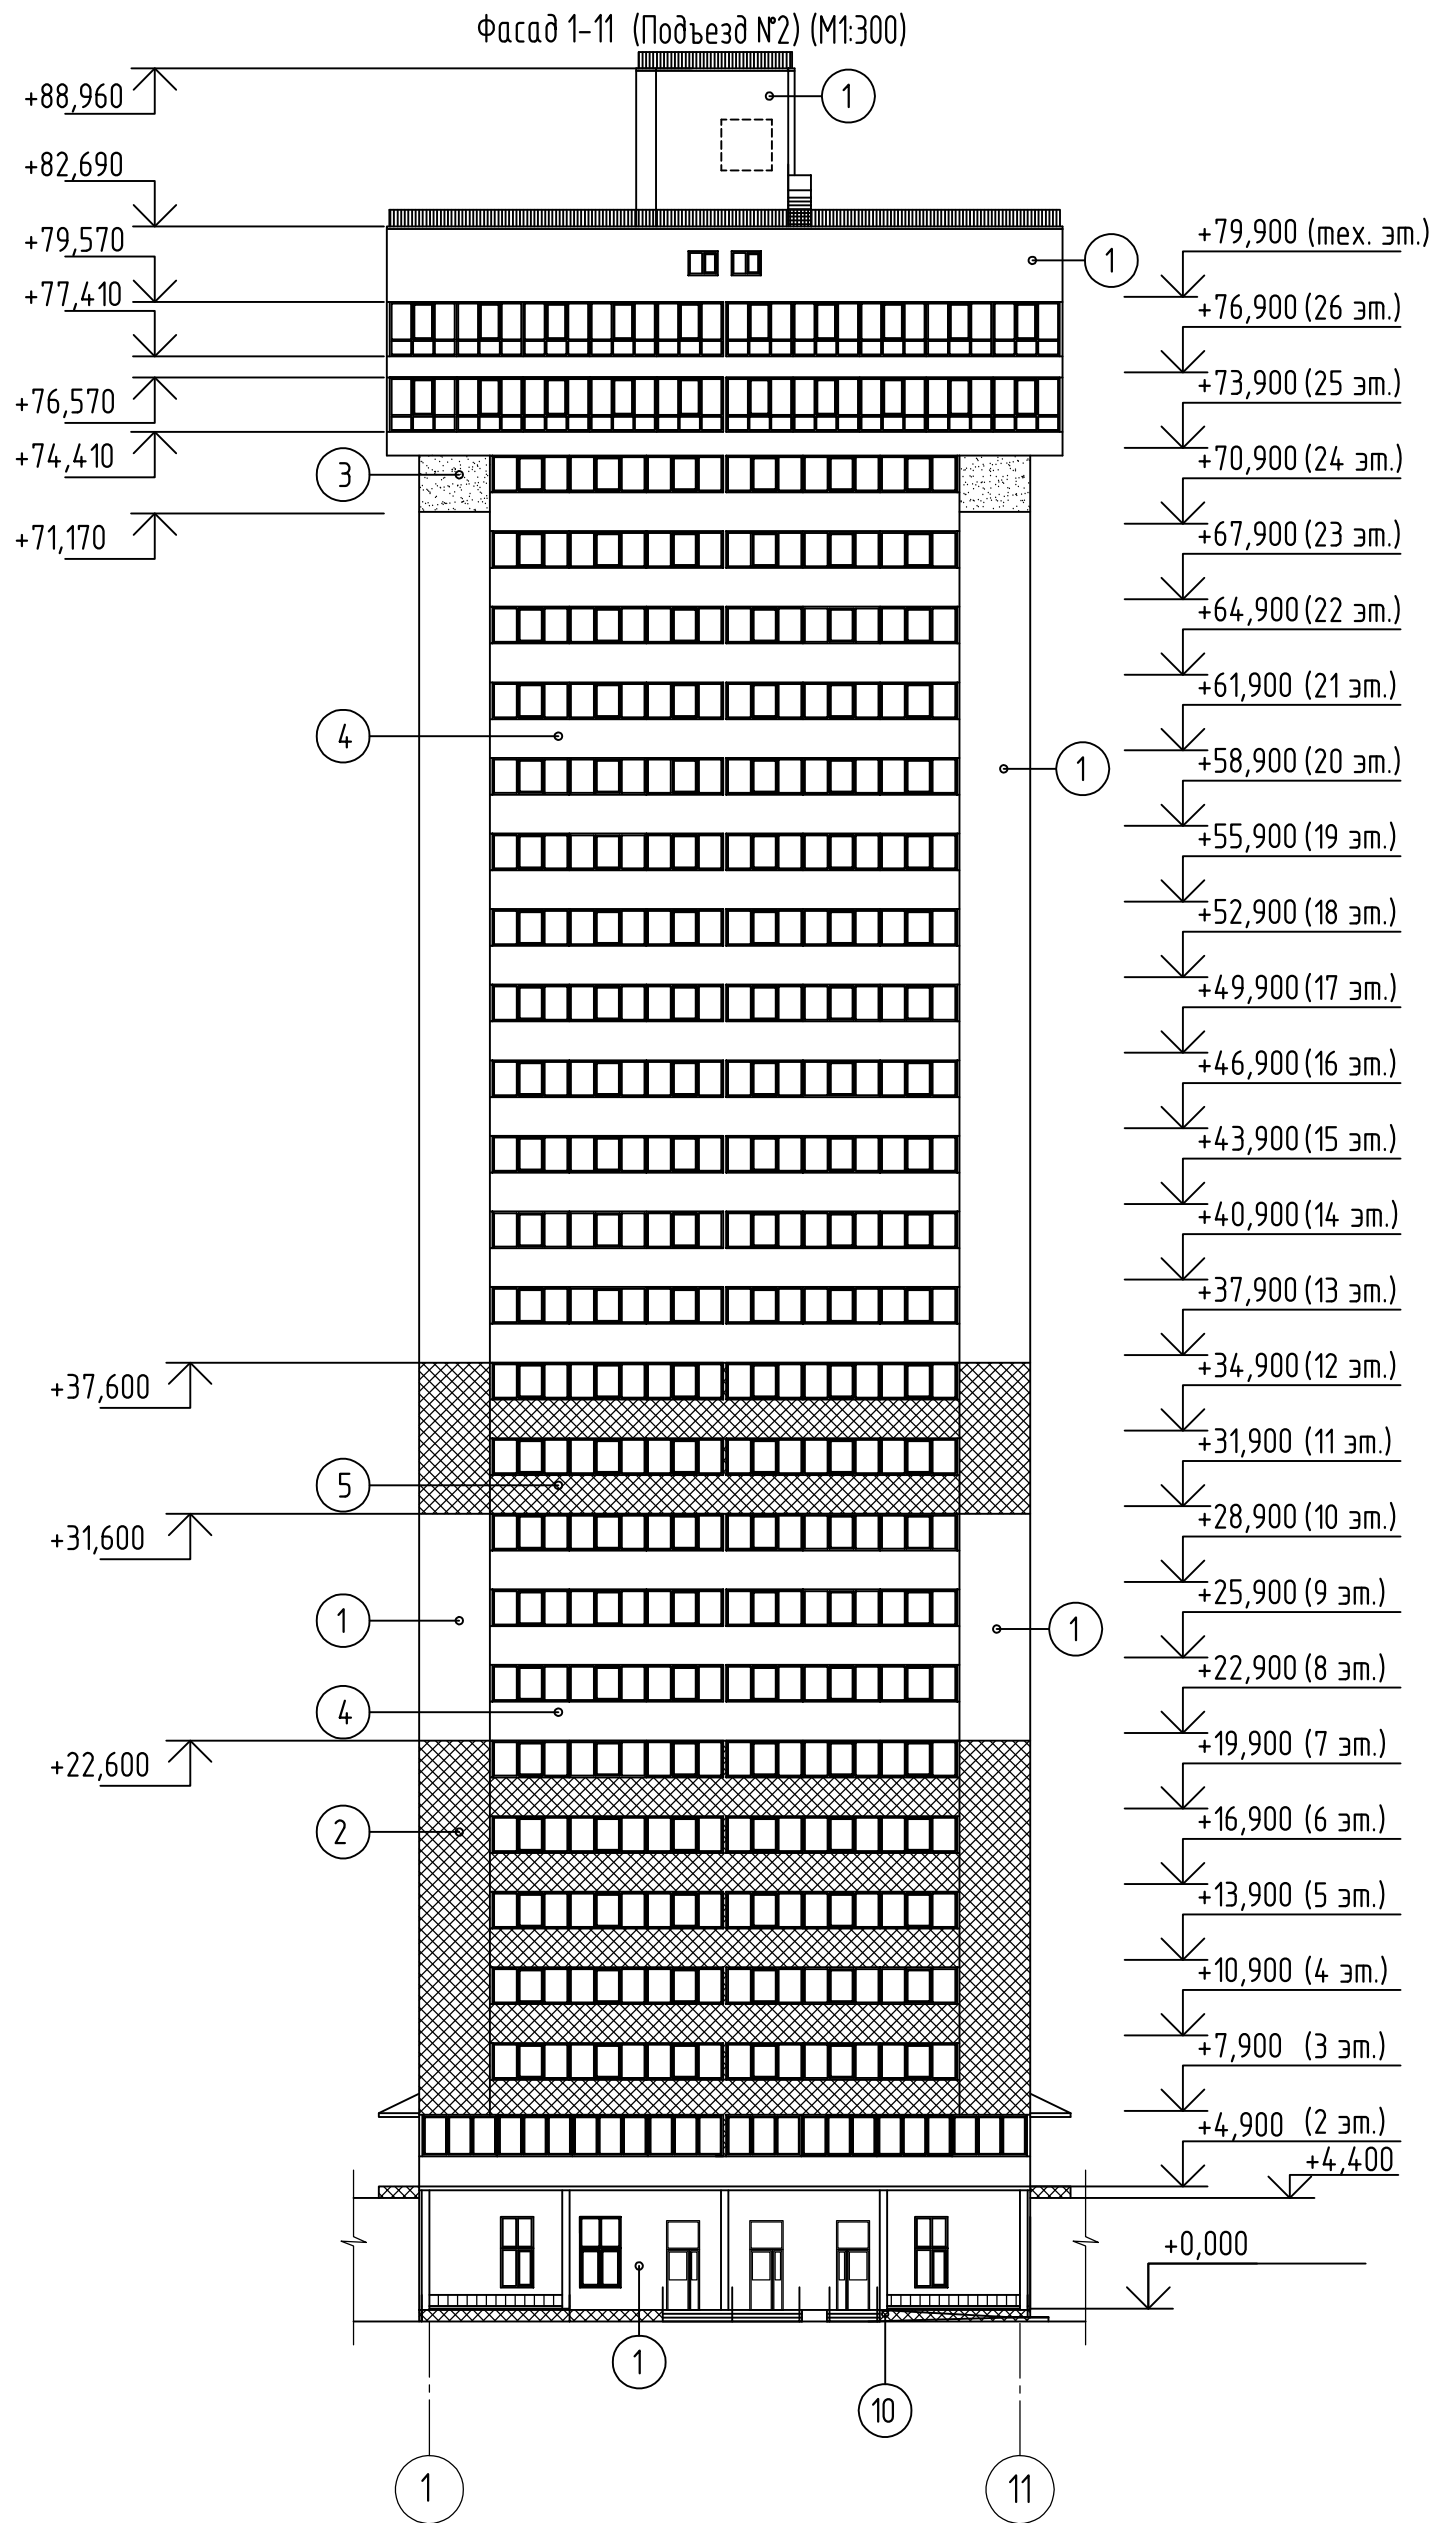 Фасад 1-11 (Подъезд №2) (М1:300)
+88,960
1
+82,690
+79,570
+79,900 (тех. эт.)
1
+77,410
+76,900 (26 эт.)
+73,900 (25 эт.)
+76,570
+74,410
3
+70,900 (24 эт.)
+71,170
+67,900 (23 эт.)
+64,900 (22 эт.)
+61,900 (21 эт.)
4
1
+58,900 (20 эт.)
+55,900 (19 эт.)
+52,900 (18 эт.)
+49,900 (17 эт.)
+46,900 (16 эт.)
+43,900 (15 эт.)
+40,900 (14 эт.)
+37,900 (13 эт.)
+37,600
+34,900 (12 эт.)
+31,900 (11 эт.)
5
+28,900 (10 эт.)
+31,600
+25,900 (9 эт.)
1
1
+22,900 (8 эт.)
4
+19,900 (7 эт.)
+22,600
+16,900 (6 эт.)
2
+13,900 (5 эт.)
+10,900 (4 эт.)
+7,900 (3 эт.)
+4,900 (2 эт.)
+4,400
+0,000
1
10
1
11